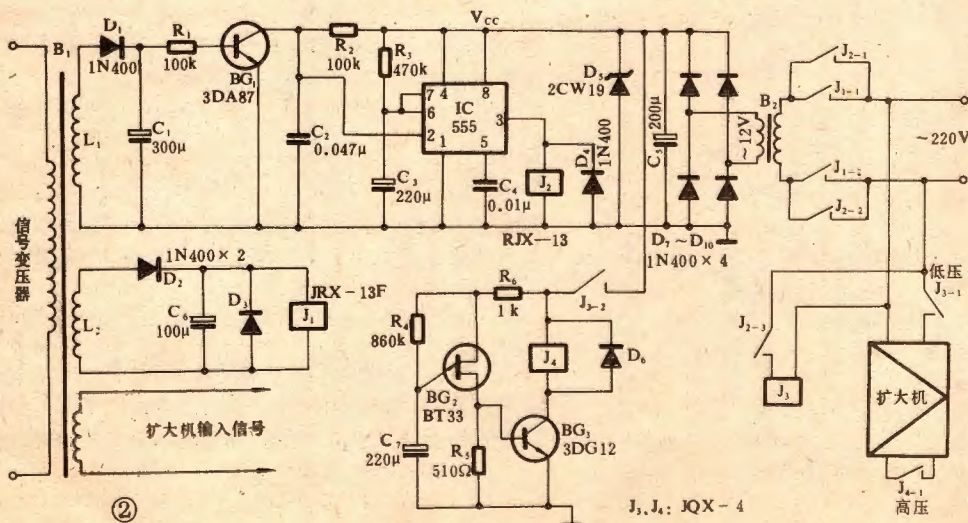 B₁
D₁
1N400
R₁
100k
BG₁
3DA87
L₁
C₁
300μ
R₂
100k
V_CC
R₃
470k
C₂
0.047μ
7 4 8
6 IC 3
2 555
1 5
C₃
220μ
C₄
0.01μ
J₂
D₄
1N400
RJX—13
D₅
2CW19
C₅ 200μ
D₇～D₁₀
1N400×4
～12V
B₂
J₂₋₁
J₁₋₁
～220V
J₁₋₂
J₂₋₂
信号变压器
1N400×2
D₂
L₂
C₆
100μ
D₃
JRX—13F
J₁
扩大机输入信号
②
R₄
860k
R₆
1k
J₃₋₂
J₄
D₆
BG₂
BT33
BG₃
3DG12
C₇
220μ
R₅
510Ω
J₂₋₃
J₃
低压
J₃₋₁
扩大机
J₄₋₁
高压
J₃、J₄：JQX－4